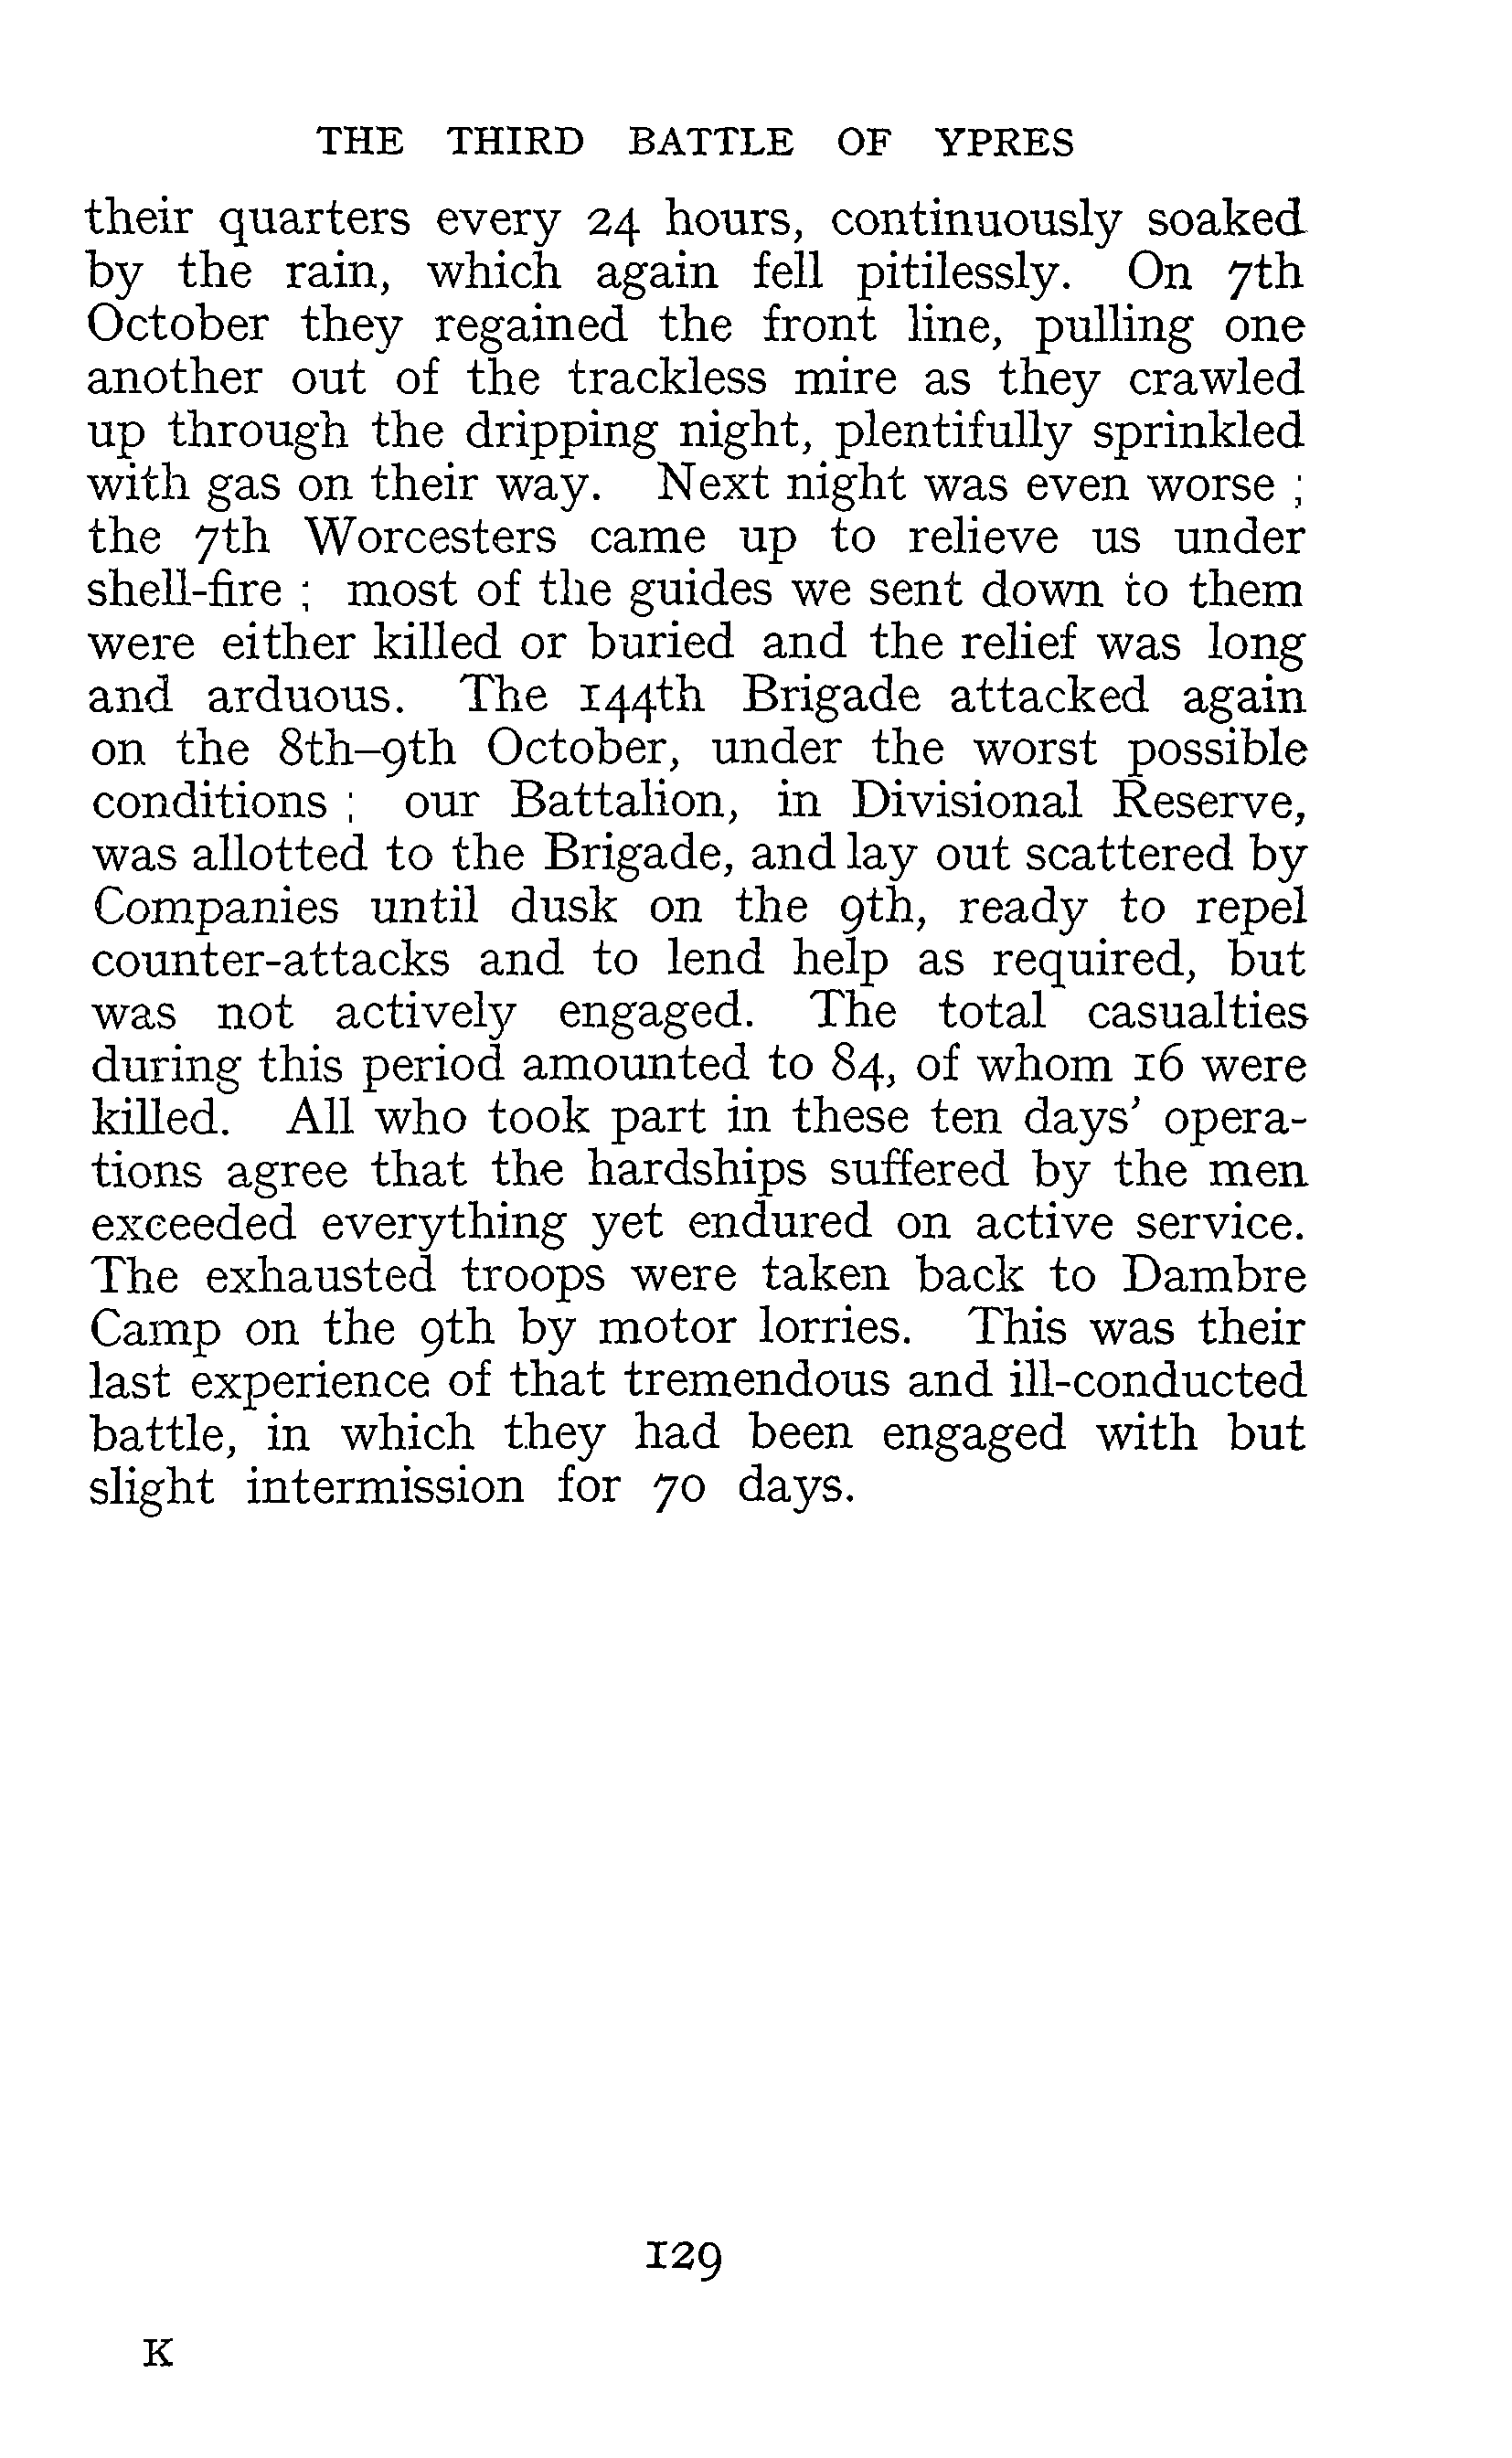 THE THIRD BATTLE OF YPRES
their quarters every 24 hours, continuously soaked
by the rain, which again fell pitilessly. On 7th
October they regained the front line, pulling one
another out of the trackless mire as they crawled
up through the dripping night, plentifully sprinkled
with gas on their way. Next night was even worse ;
the 7th Worcesters came up to relieve us under
shell-fire ; most of the guides we sent down to them
were either killed or buried and the relief was long
and arduous. The 144th Brigade attacked again
on the 8th–9th October, under the worst possible
conditions ; our Battalion, in Divisional Reserve,
was allotted to the Brigade, and lay out scattered by
Companies until dusk on the 9th, ready to repel
counter-attacks and to lend help as required, but
was not actively engaged. The total casualties
during this period amounted to 84, of whom 16 were
killed. All who took part in these ten days’ opera-
tions agree that the hardships suffered by the men
exceeded everything yet endured on active service.
The exhausted troops were taken back to Dambre
Camp on the 9th by motor lorries. This was their
last experience of that tremendous and ill-conducted
battle, in which they had been engaged with but
slight intermission for 70 days.
129
K